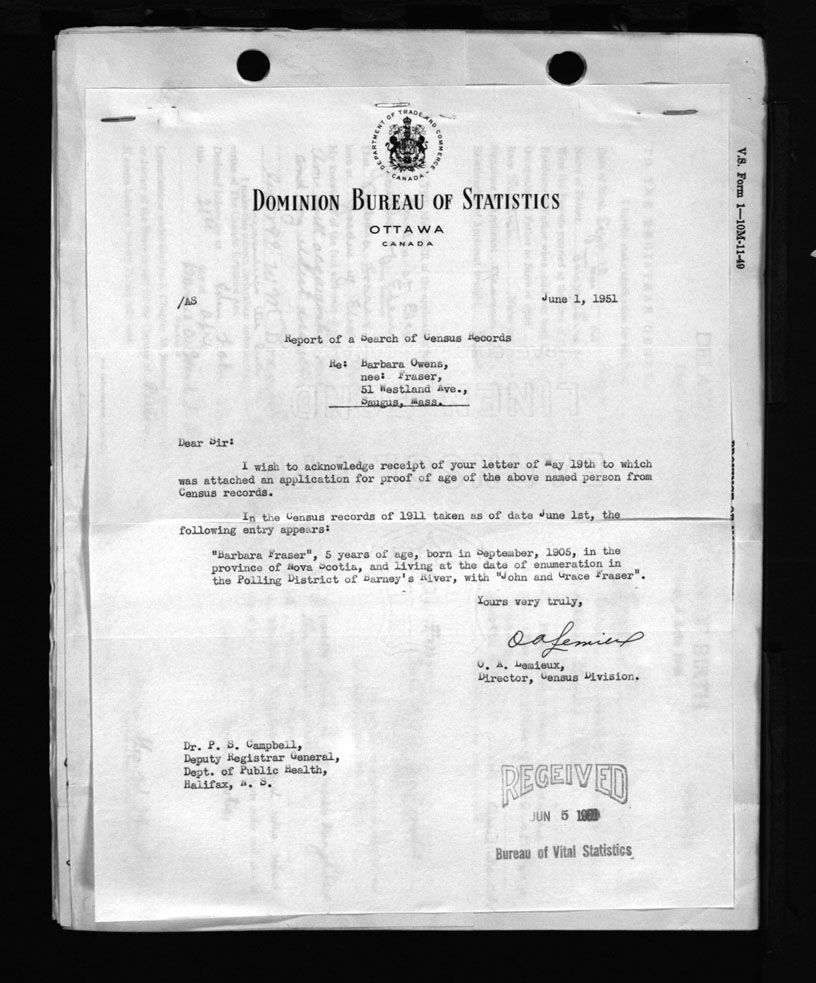 DEPARTMENT OF TRADE AND COMMERCE
CANADA
DOMINION BUREAU OF STATISTICS
OTTAWA
CANADA
V.S. Form 1—10M-11-49
/AS June 1, 1951
Report of a Search of Census Records
Re: Barbara Owens,
nee: Fraser,
51 Westland Ave.,
Saugus, Mass.
Dear Sir:
I wish to acknowledge receipt of your letter of May 19th to which
was attached an application for proof of age of the above named person from
Census records.
In the Census records of 1911 taken as of date June 1st, the
following entry appears:
"Barbara Fraser", 5 years of age, born in September, 1905, in the
province of Nova Scotia, and living at the date of enumeration in
the Polling District of Barney's River, with "John and Grace Fraser".
Yours very truly,
O A Lemieux
O. A. Lemieux,
Director, Census Division.
Dr. P. S. Campbell,
Deputy Registrar General,
Dept. of Public Health,
Halifax, N. S.
RECEIVED
JUN 5 1951
Bureau of Vital Statistics